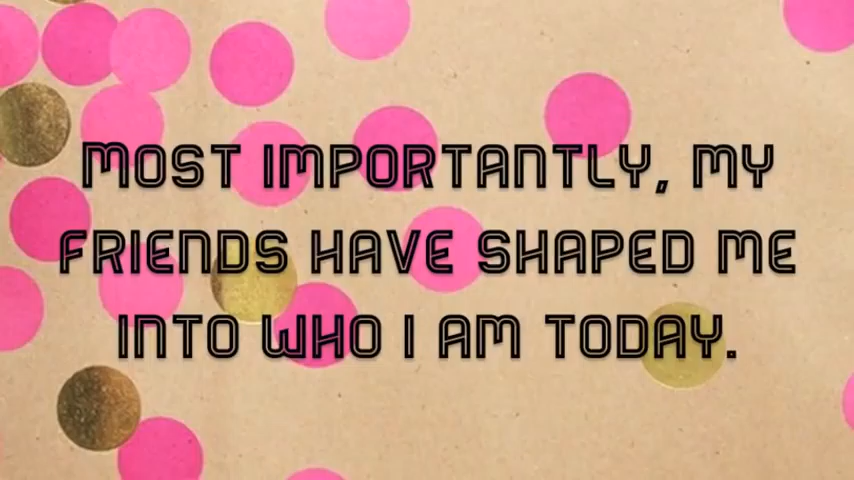 MOST IMPORTANTLY, MY
FRIENDS HAVE SHAPED ME
INTO WHO I AM TODAY.